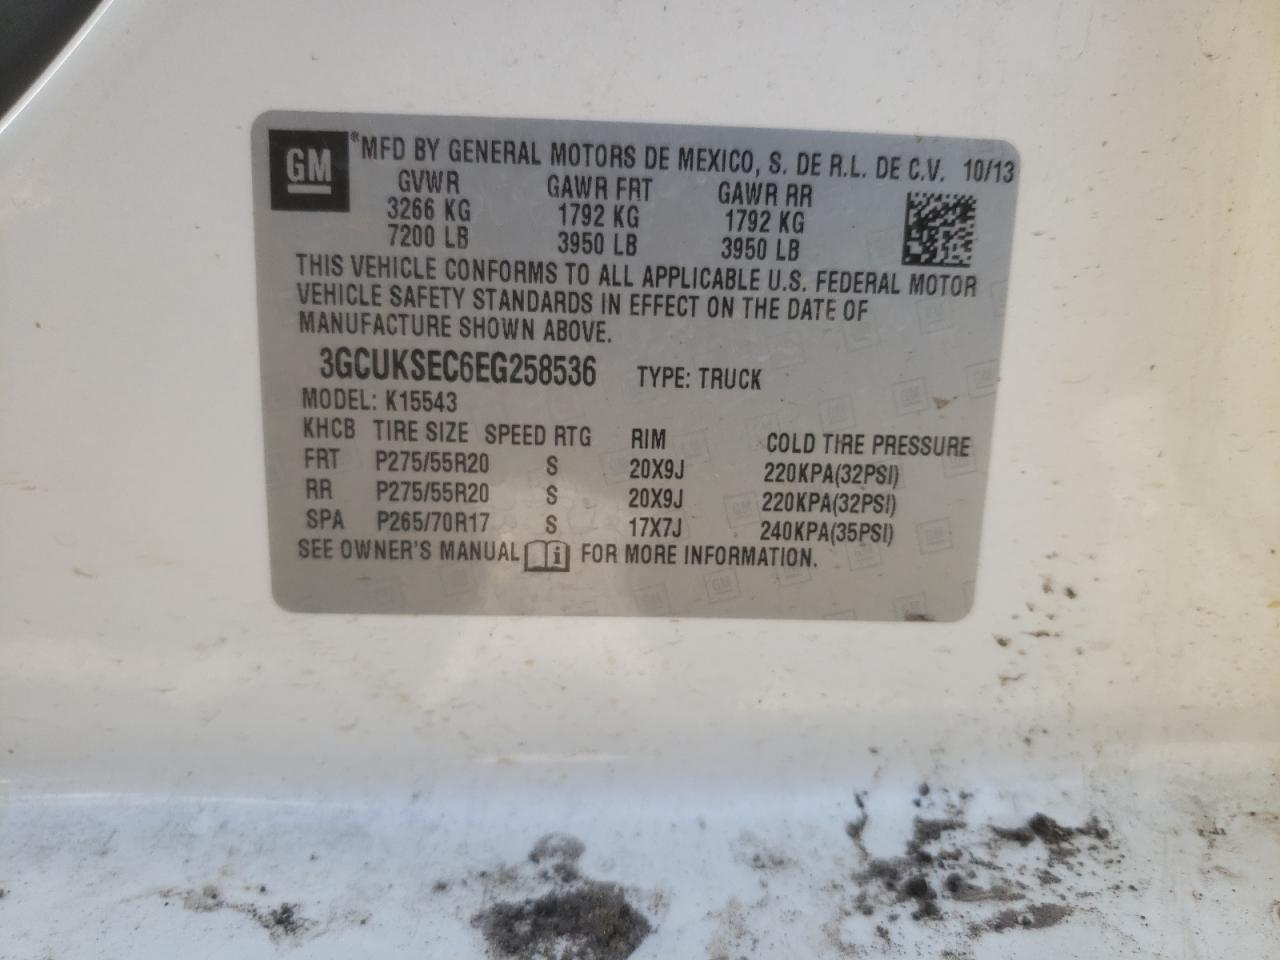 GM *MFD BY GENERAL MOTORS DE MEXICO, S. DE R.L. DE C.V. 10/13
GVWR GAWR FRT GAWR RR
3266 KG 1792 KG 1792 KG
7200 LB 3950 LB 3950 LB
THIS VEHICLE CONFORMS TO ALL APPLICABLE U.S. FEDERAL MOTOR
VEHICLE SAFETY STANDARDS IN EFFECT ON THE DATE OF
MANUFACTURE SHOWN ABOVE.
3GCUKSEC6EG258536 TYPE: TRUCK
MODEL: K15543
KHCB TIRE SIZE SPEED RTG RIM COLD TIRE PRESSURE
FRT P275/55R20 S 20X9J 220KPA(32PSI)
RR P275/55R20 S 20X9J 220KPA(32PSI)
SPA P265/70R17 S 17X7J 240KPA(35PSI)
SEE OWNER'S MANUAL i FOR MORE INFORMATION.